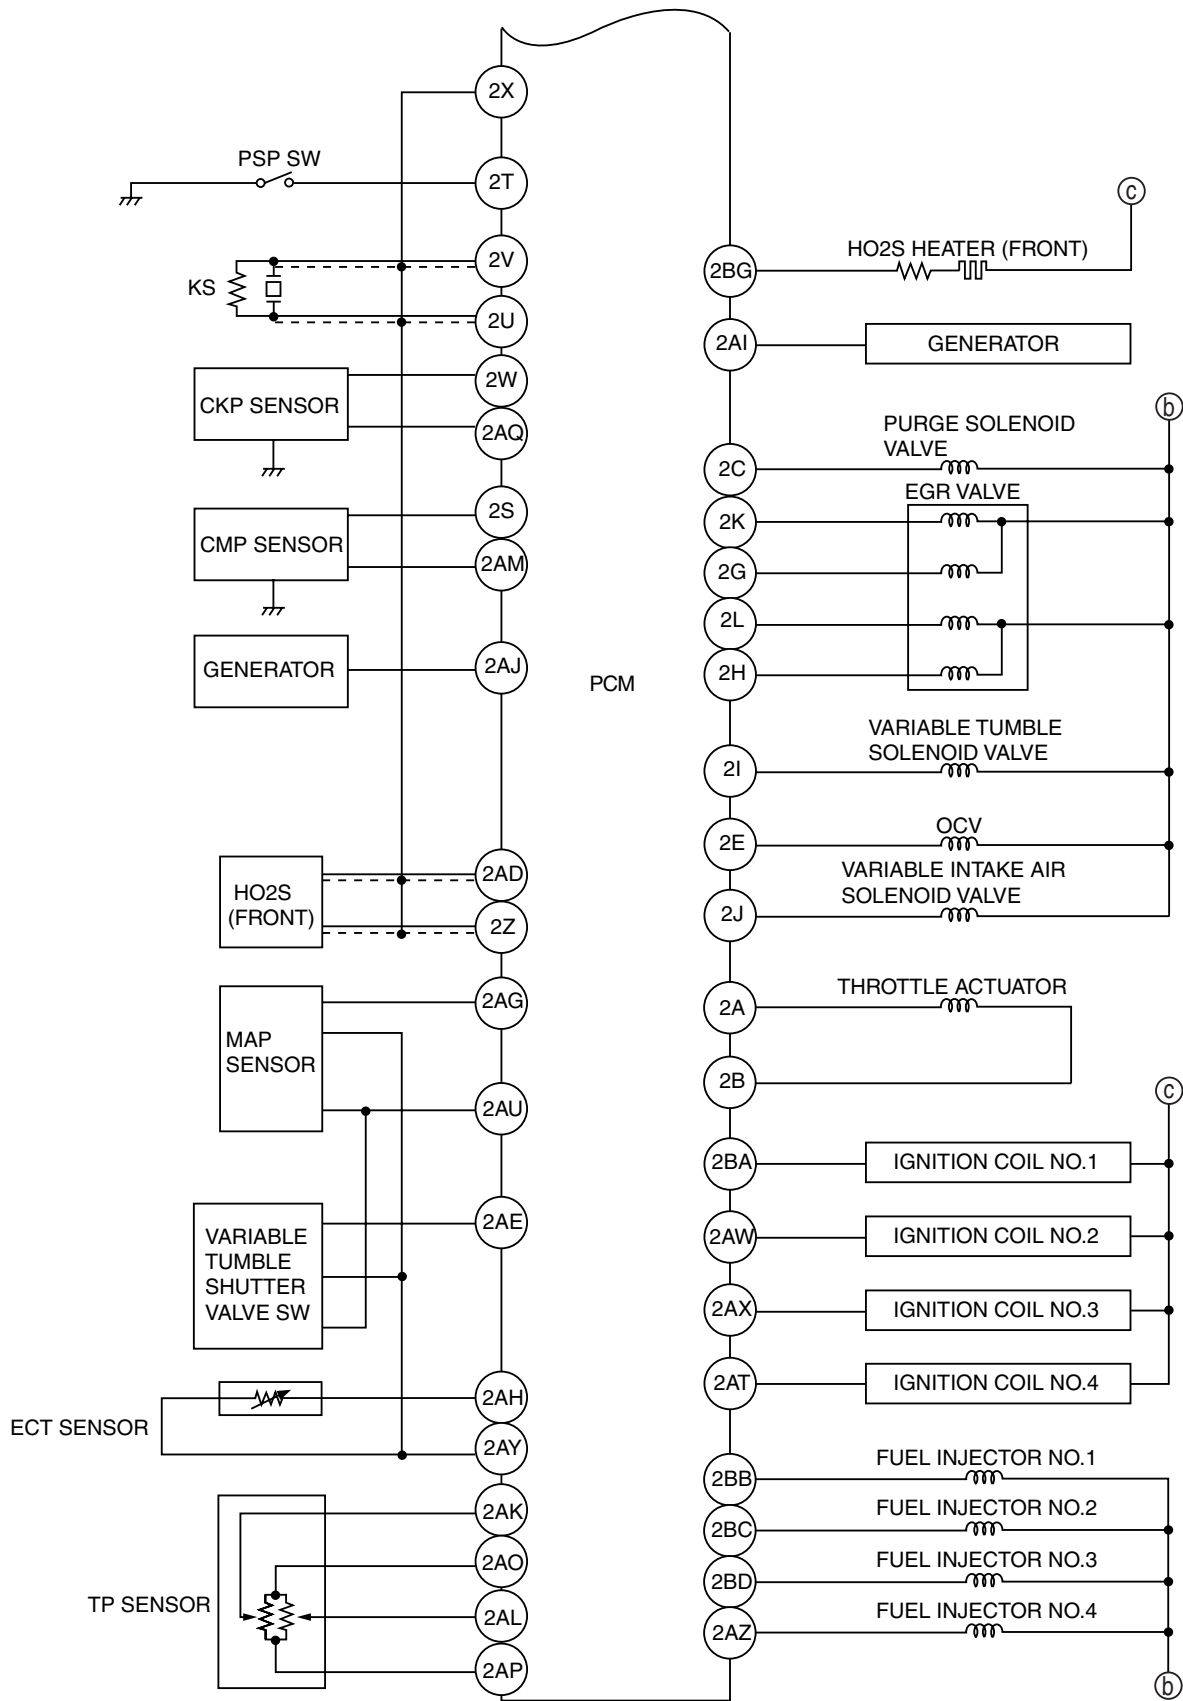 2X
PSP SW
2T
2V
KS
2U
2W
CKP SENSOR
2AQ
2S
CMP SENSOR
2AM
GENERATOR
2AJ
HO2S
(FRONT)
2AD
2Z
2AG
MAP
SENSOR
2AU
2AE
VARIABLE
TUMBLE
SHUTTER
VALVE SW
2AH
ECT SENSOR
2AY
2AK
2AO
TP SENSOR
2AL
2AP
PCM
c
HO2S HEATER (FRONT)
2BG
2AI
GENERATOR
b
PURGE SOLENOID
VALVE
2C
EGR VALVE
2K
2G
2L
2H
VARIABLE TUMBLE
SOLENOID VALVE
2I
OCV
2E
VARIABLE INTAKE AIR
SOLENOID VALVE
2J
THROTTLE ACTUATOR
2A
2B
c
2BA
IGNITION COIL NO.1
2AW
IGNITION COIL NO.2
2AX
IGNITION COIL NO.3
2AT
IGNITION COIL NO.4
FUEL INJECTOR NO.1
2BB
FUEL INJECTOR NO.2
2BC
FUEL INJECTOR NO.3
2BD
FUEL INJECTOR NO.4
2AZ
b